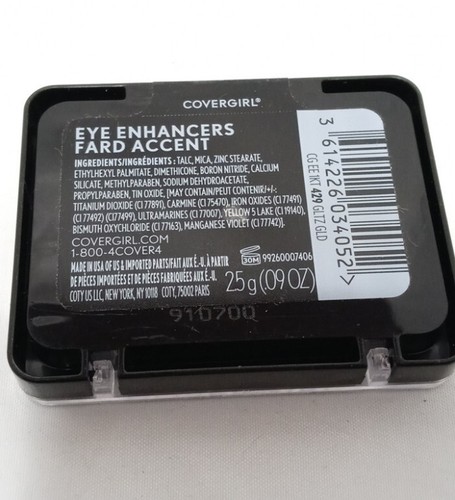 COVERGIRL®
EYE ENHANCERS
FARD ACCENT
INGREDIENTS/INGRÉDIENTS: TALC, MICA, ZINC STEARATE,
ETHYLHEXYL PALMITATE, DIMETHICONE, BORON NITRIDE, CALCIUM
SILICATE, METHYLPARABEN, SODIUM DEHYDROACETATE,
PROPYLPARABEN, TIN OXIDE, [MAY CONTAIN/PEUT CONTENIR/+/-:
TITANIUM DIOXIDE (CI 77891), CARMINE (CI 75470), IRON OXIDES (CI 77491)
(CI 77492) (CI 77499), ULTRAMARINES (CI 77007), YELLOW 5 LAKE (CI 19140),
BISMUTH OXYCHLORIDE (CI 77163), MANGANESE VIOLET (CI 77742)].
COVERGIRL.COM
1-800-4COVER4
MADE IN USA OF US & IMPORTED PARTS/FAIT AUX É.-U. À PARTIR
DE PIÈCES IMPORTÉES ET DE PIÈCES FABRIQUÉES AUX É.-U.
COTY US LLC, NEW YORK, NY 10118 COTY, 75002 PARIS
30M 99260007406
2.5 g (.09 OZ)
CG EE 1KT 429 GLTZ GLD
3 614226 034052 >
91070Q